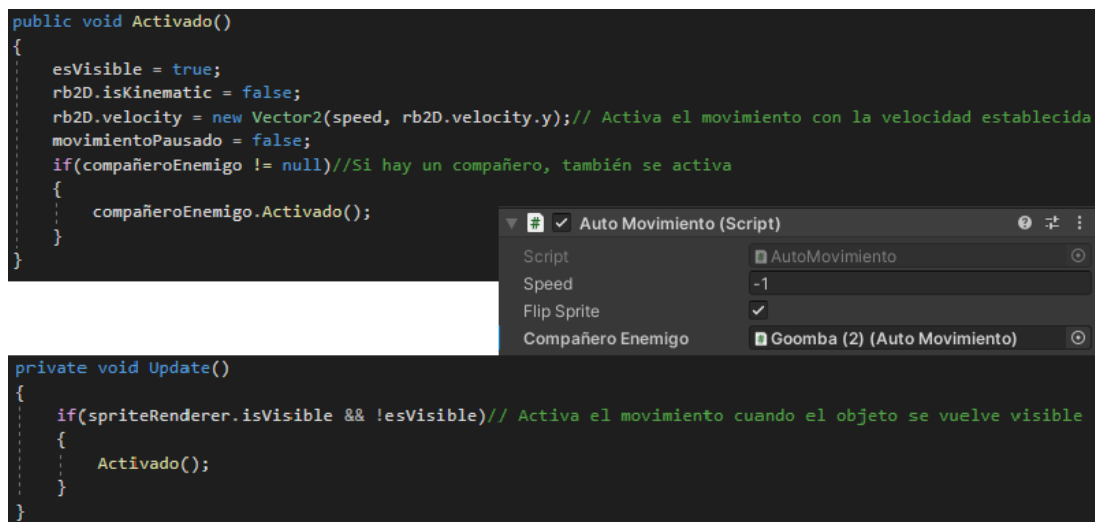 public void Activado()
{
esVisible = true;
rb2D.isKinematic = false;
rb2D.velocity = new Vector2(speed, rb2D.velocity.y);// Activa el movimiento con la velocidad establecida
movimientoPausado = false;
if(compañeroEnemigo != null)//Si hay un compañero, también se activa
{
compañeroEnemigo.Activado();
}
}
# Auto Movimiento (Script)
Script # AutoMovimiento
Speed -1
Flip Sprite
Compañero Enemigo # Goomba (2) (Auto Movimiento)
private void Update()
{
if(spriteRenderer.isVisible && !esVisible)// Activa el movimiento cuando el objeto se vuelve visible
{
Activado();
}
}